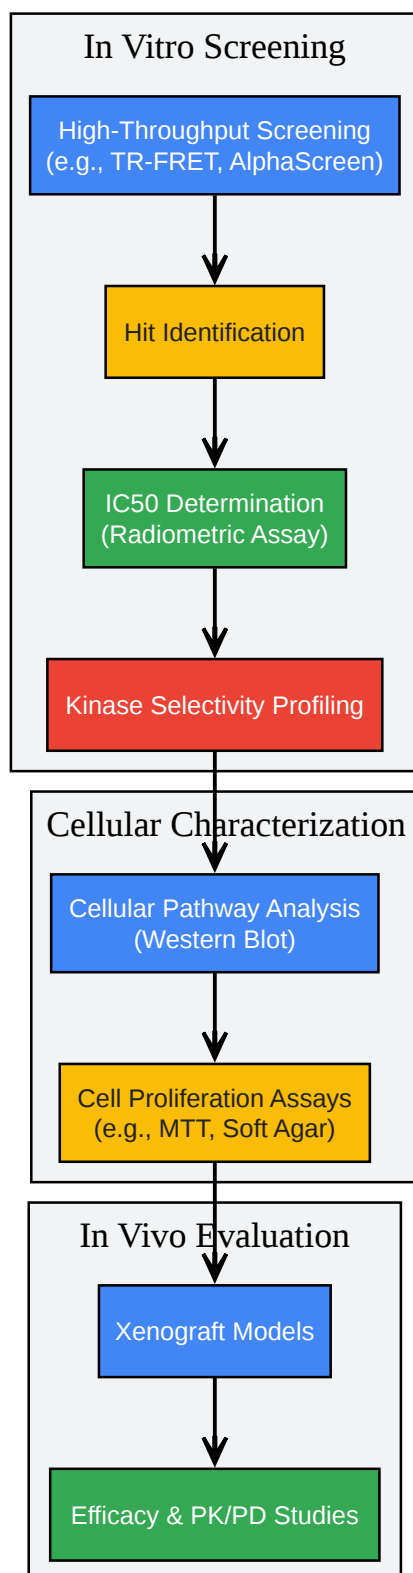 In Vitro Screening
High-Throughput Screening
(e.g., TR-FRET, AlphaScreen)
Hit Identification
IC50 Determination
(Radiometric Assay)
Kinase Selectivity Profiling
Cellular Characterization
Cellular Pathway Analysis
(Western Blot)
Cell Proliferation Assays
(e.g., MTT, Soft Agar)
In Vivo Evaluation
Xenograft Models
Efficacy & PK/PD Studies